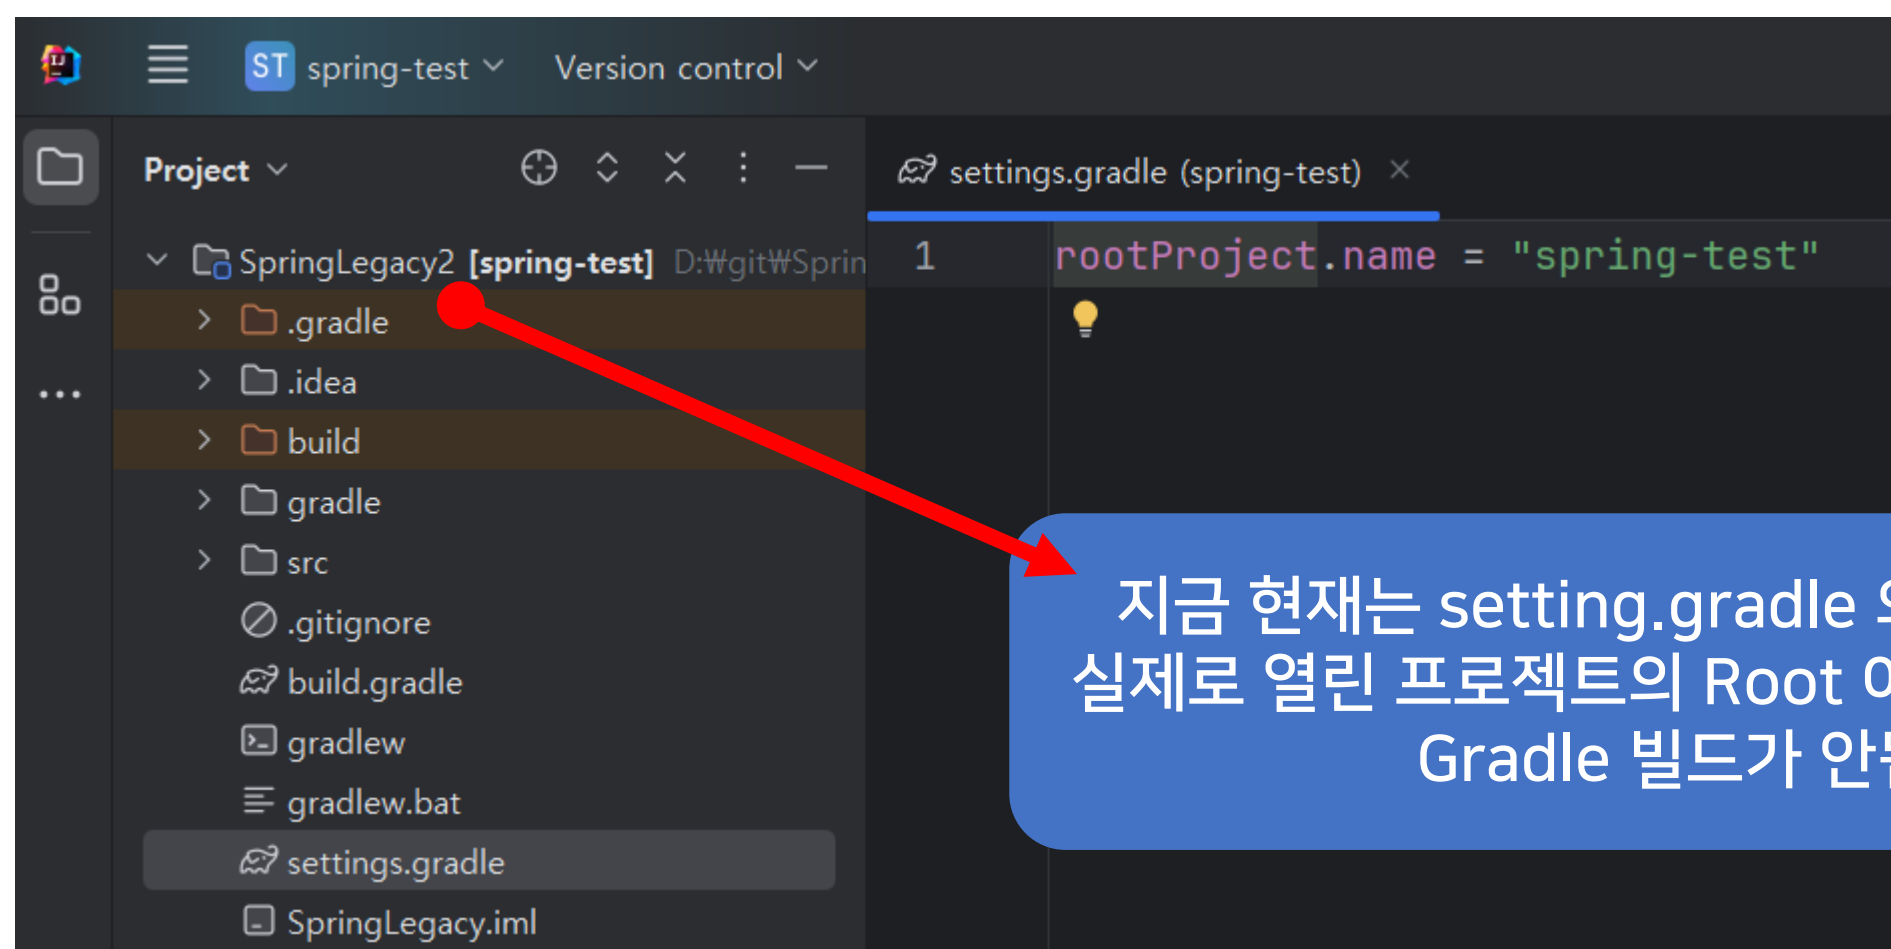 ST spring-test Version control
Project
settings.gradle (spring-test)
SpringLegacy2 [spring-test] D:₩git₩Sprin
1 rootProject.name = "spring-test"
.gradle
.idea
build
gradle
src
.gitignore
build.gradle
gradlew
gradlew.bat
settings.gradle
SpringLegacy.iml
지금 현재는 setting.gradle
실제로 열린 프로젝트의 Root
Gradle 빌드가